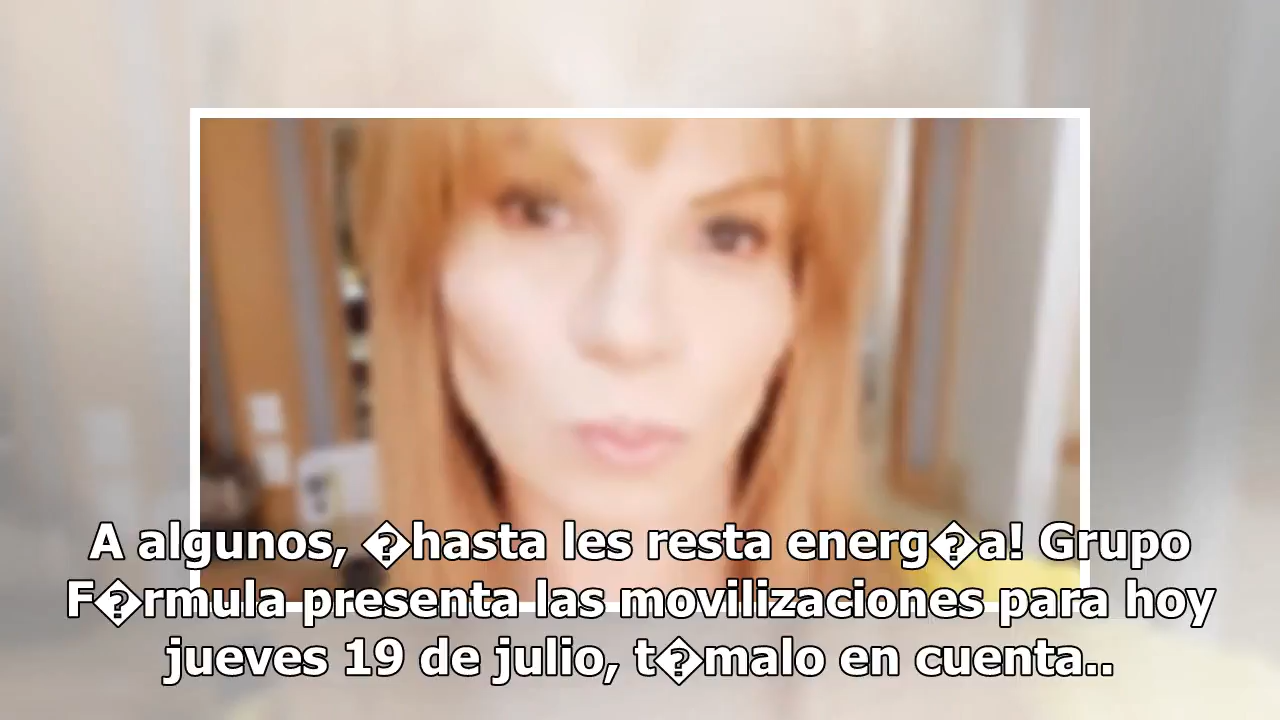 A algunos, �hasta les resta energ�a! Grupo
F�rmula presenta las movilizaciones para hoy
jueves 19 de julio, t�malo en cuenta..